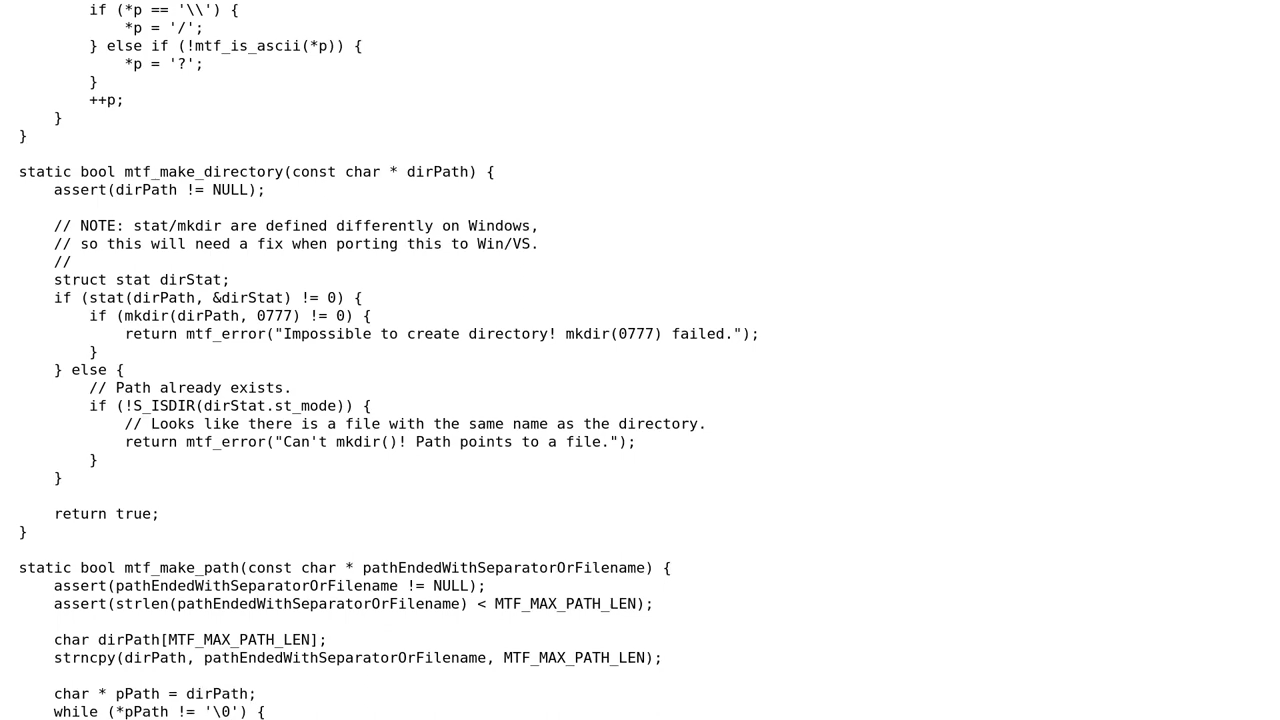 if (*p == '\\') {
            *p = '/';
        } else if (!mtf_is_ascii(*p)) {
            *p = '?';
        }
        ++p;
    }
}

static bool mtf_make_directory(const char * dirPath) {
    assert(dirPath != NULL);

    // NOTE: stat/mkdir are defined differently on Windows,
    // so this will need a fix when porting this to Win/VS.
    //
    struct stat dirStat;
    if (stat(dirPath, &dirStat) != 0) {
        if (mkdir(dirPath, 0777) != 0) {
            return mtf_error("Impossible to create directory! mkdir(0777) failed.");
        }
    } else {
        // Path already exists.
        if (!S_ISDIR(dirStat.st_mode)) {
            // Looks like there is a file with the same name as the directory.
            return mtf_error("Can't mkdir()! Path points to a file.");
        }
    }

    return true;
}

static bool mtf_make_path(const char * pathEndedWithSeparatorOrFilename) {
    assert(pathEndedWithSeparatorOrFilename != NULL);
    assert(strlen(pathEndedWithSeparatorOrFilename) < MTF_MAX_PATH_LEN);

    char dirPath[MTF_MAX_PATH_LEN];
    strncpy(dirPath, pathEndedWithSeparatorOrFilename, MTF_MAX_PATH_LEN);

    char * pPath = dirPath;
    while (*pPath != '\0') {